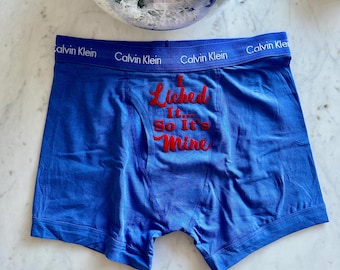 Calvin Klein Calvin Klein Calvin Klein
I
Licked
it...
So It's
Mine